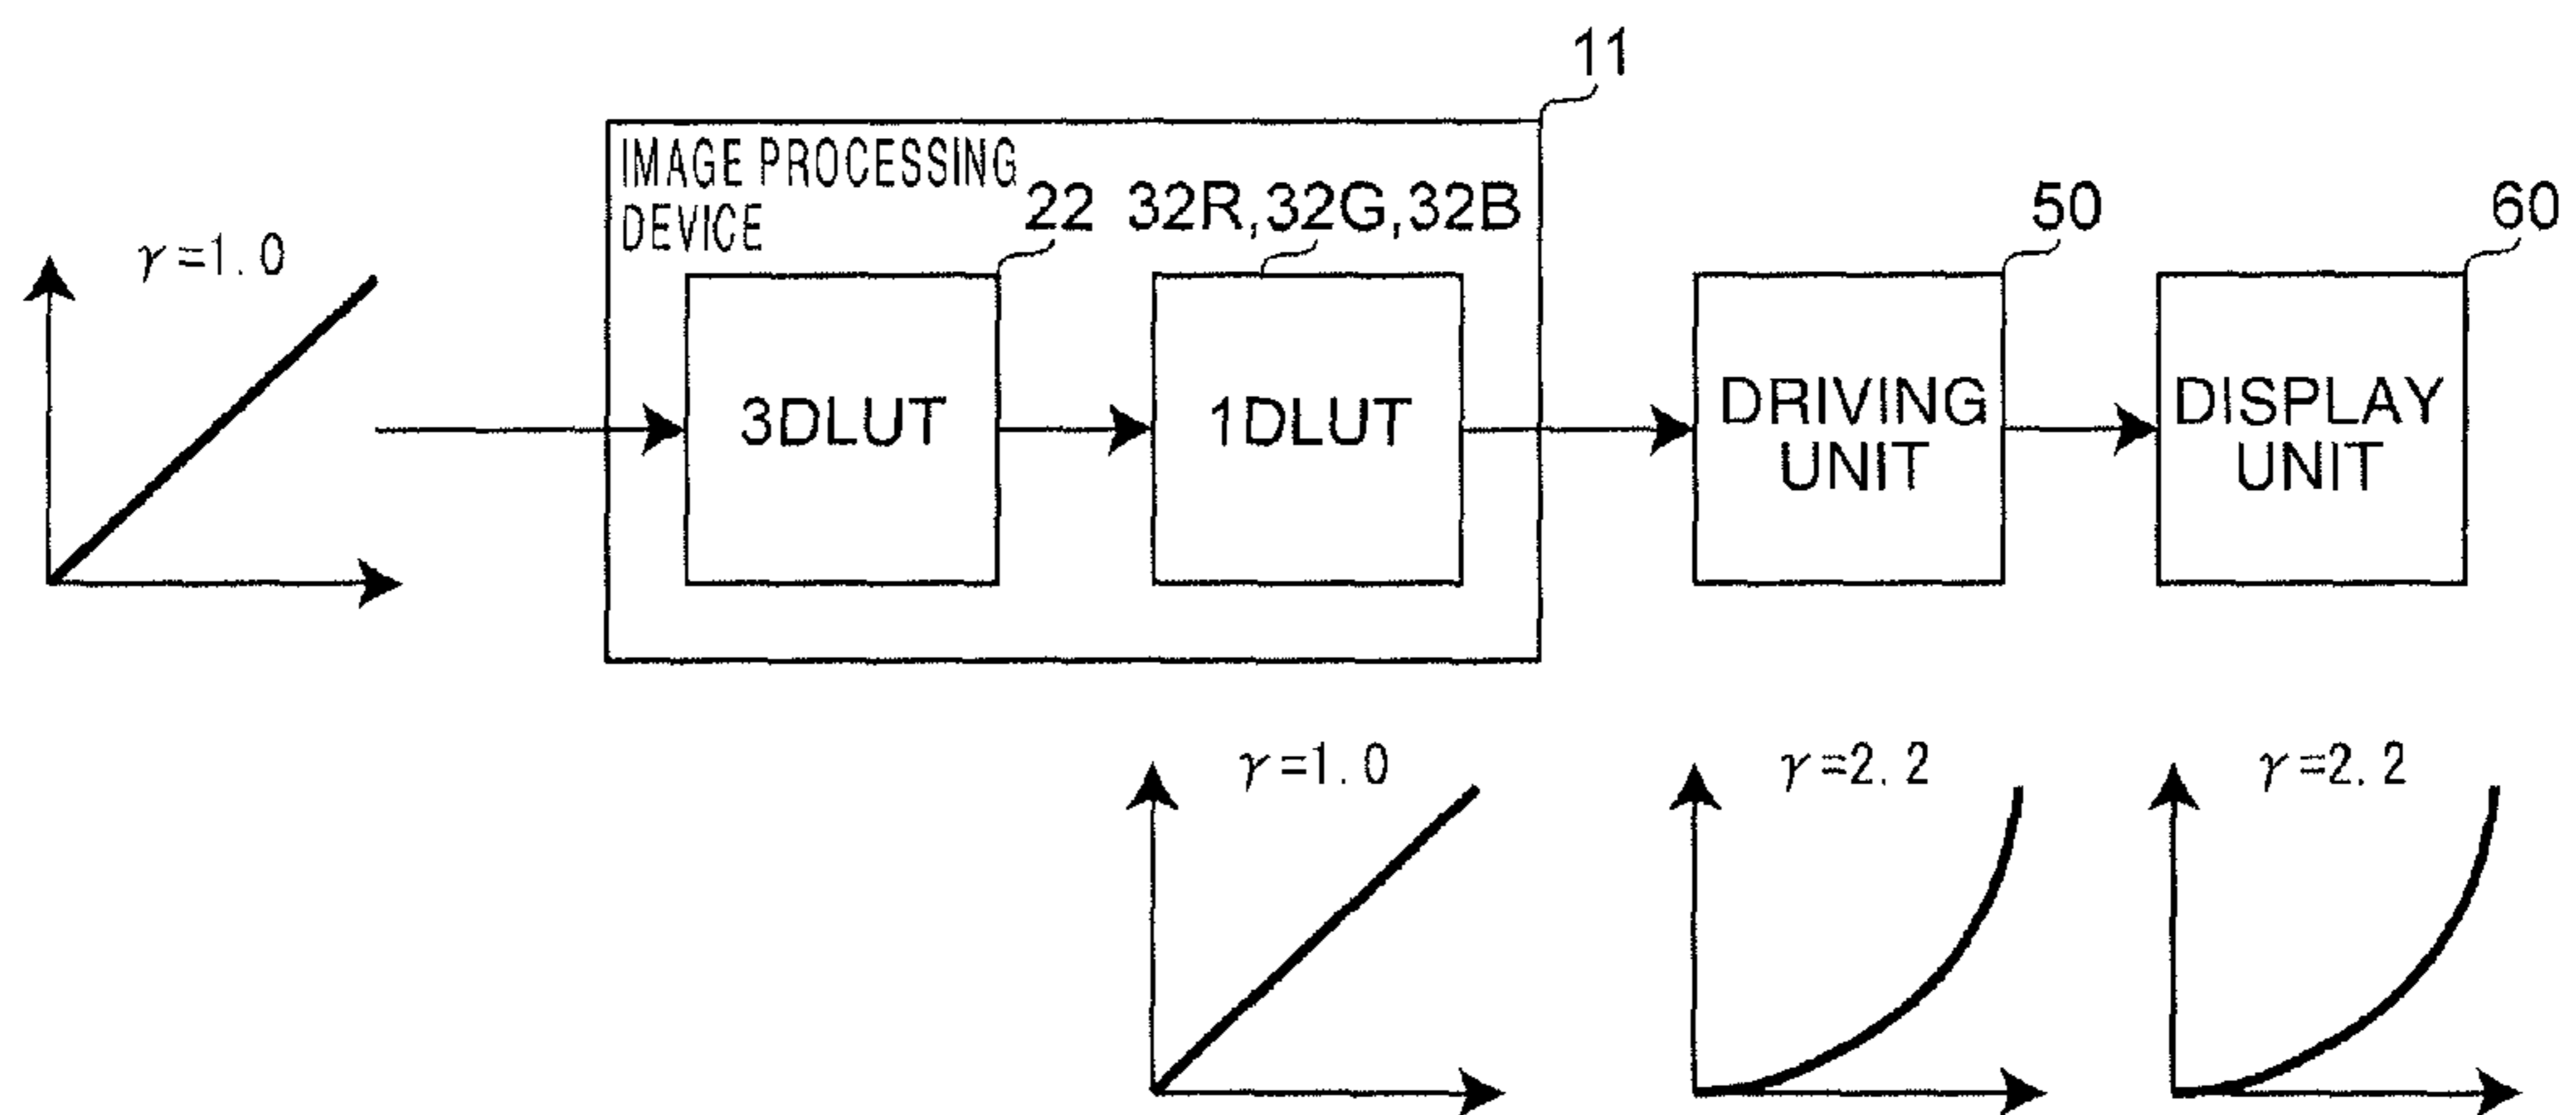 11
IMAGE PROCESSING
DEVICE
22
32R,32G,32B
50
60
γ=1.0
3DLUT
1DLUT
DRIVING
UNIT
DISPLAY
UNIT
γ=1.0
γ=2.2
γ=2.2